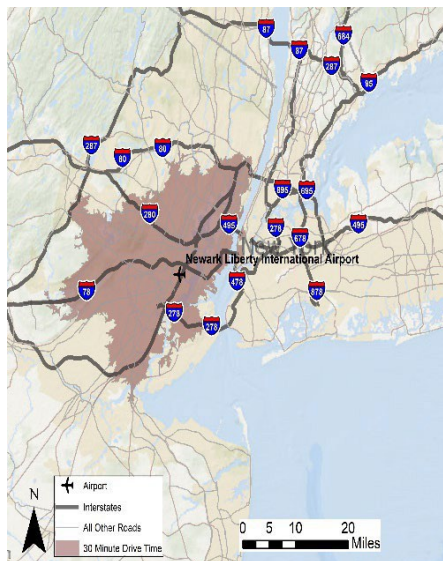 87
87
684
287
95
287
80
80
895
695
280
495
278
678
495
New York
Newark Liberty International Airport
78
478
278
278
878
N
Airport
Interstates
All Other Roads
30 Minute Drive Time
0 5 10 20
Miles